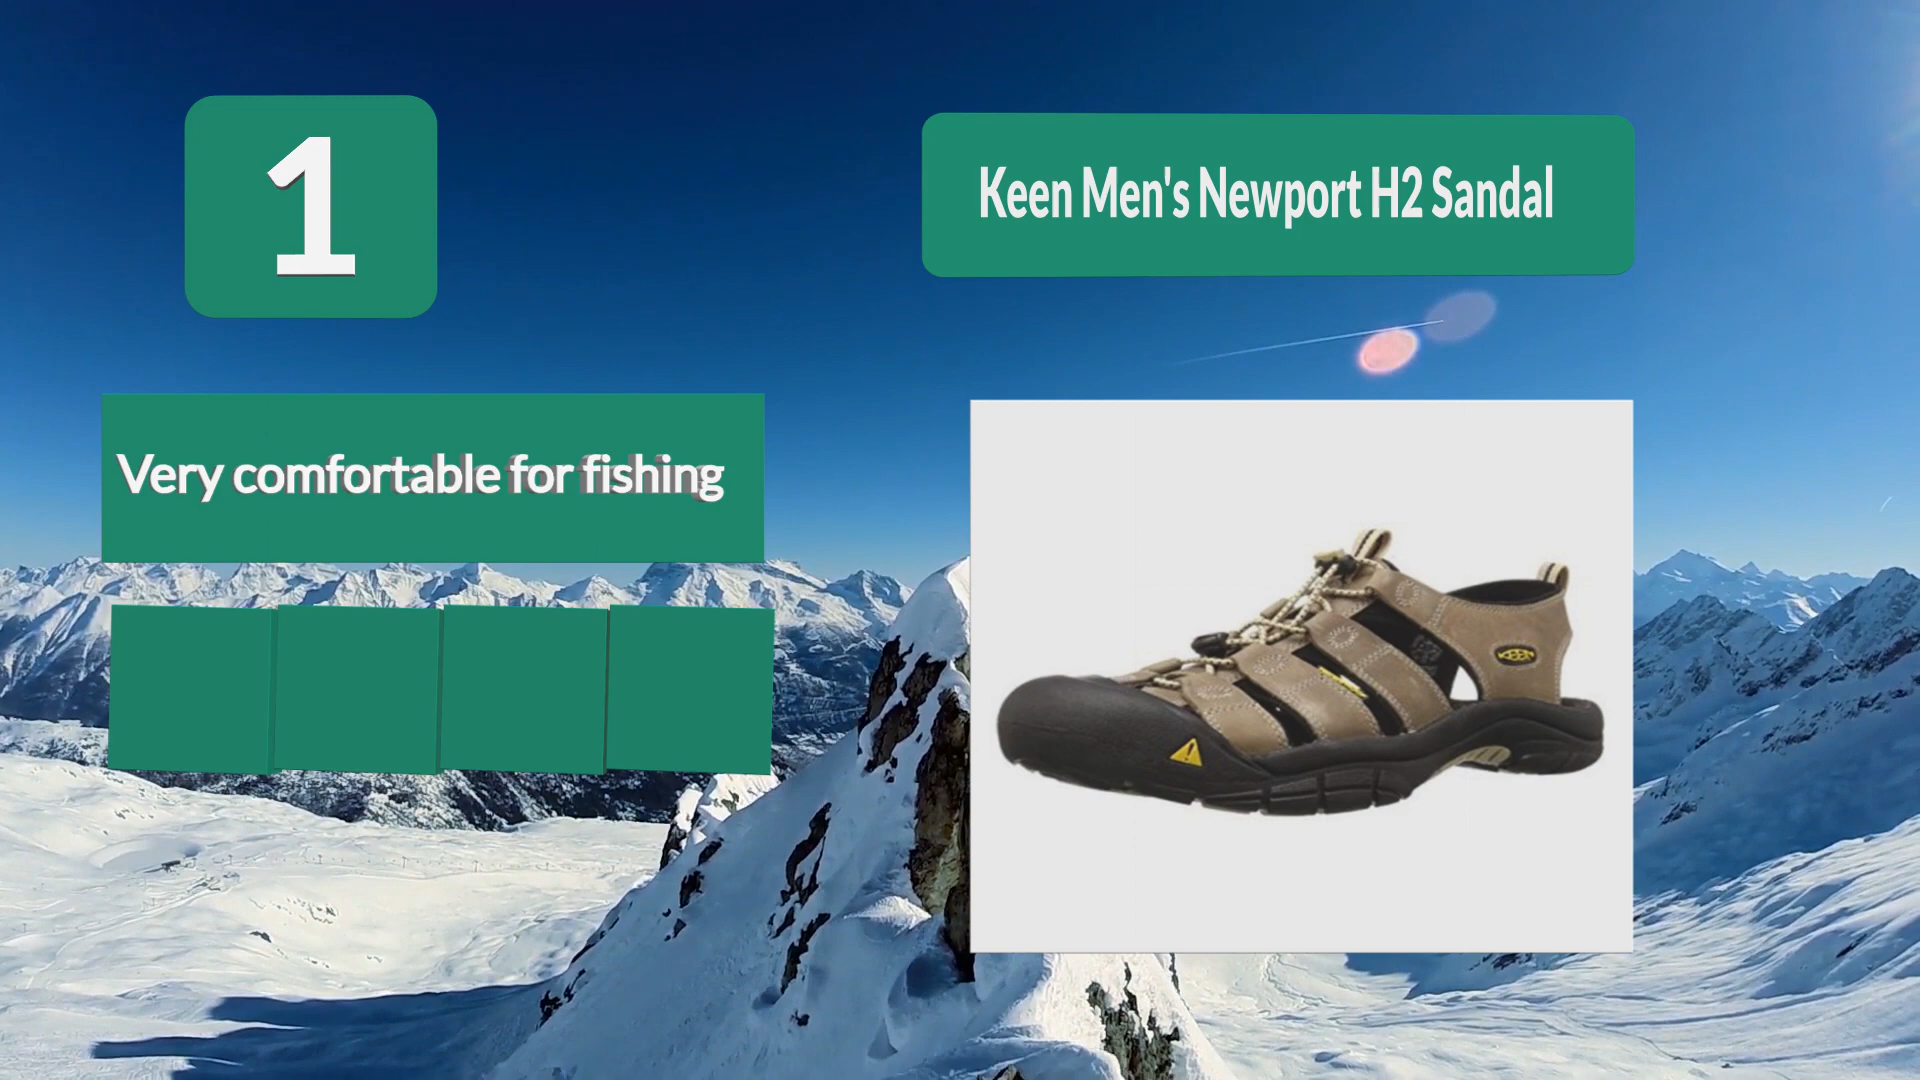 1
Keen Men's Newport H2 Sandal
Very comfortable for fishing
KEEN